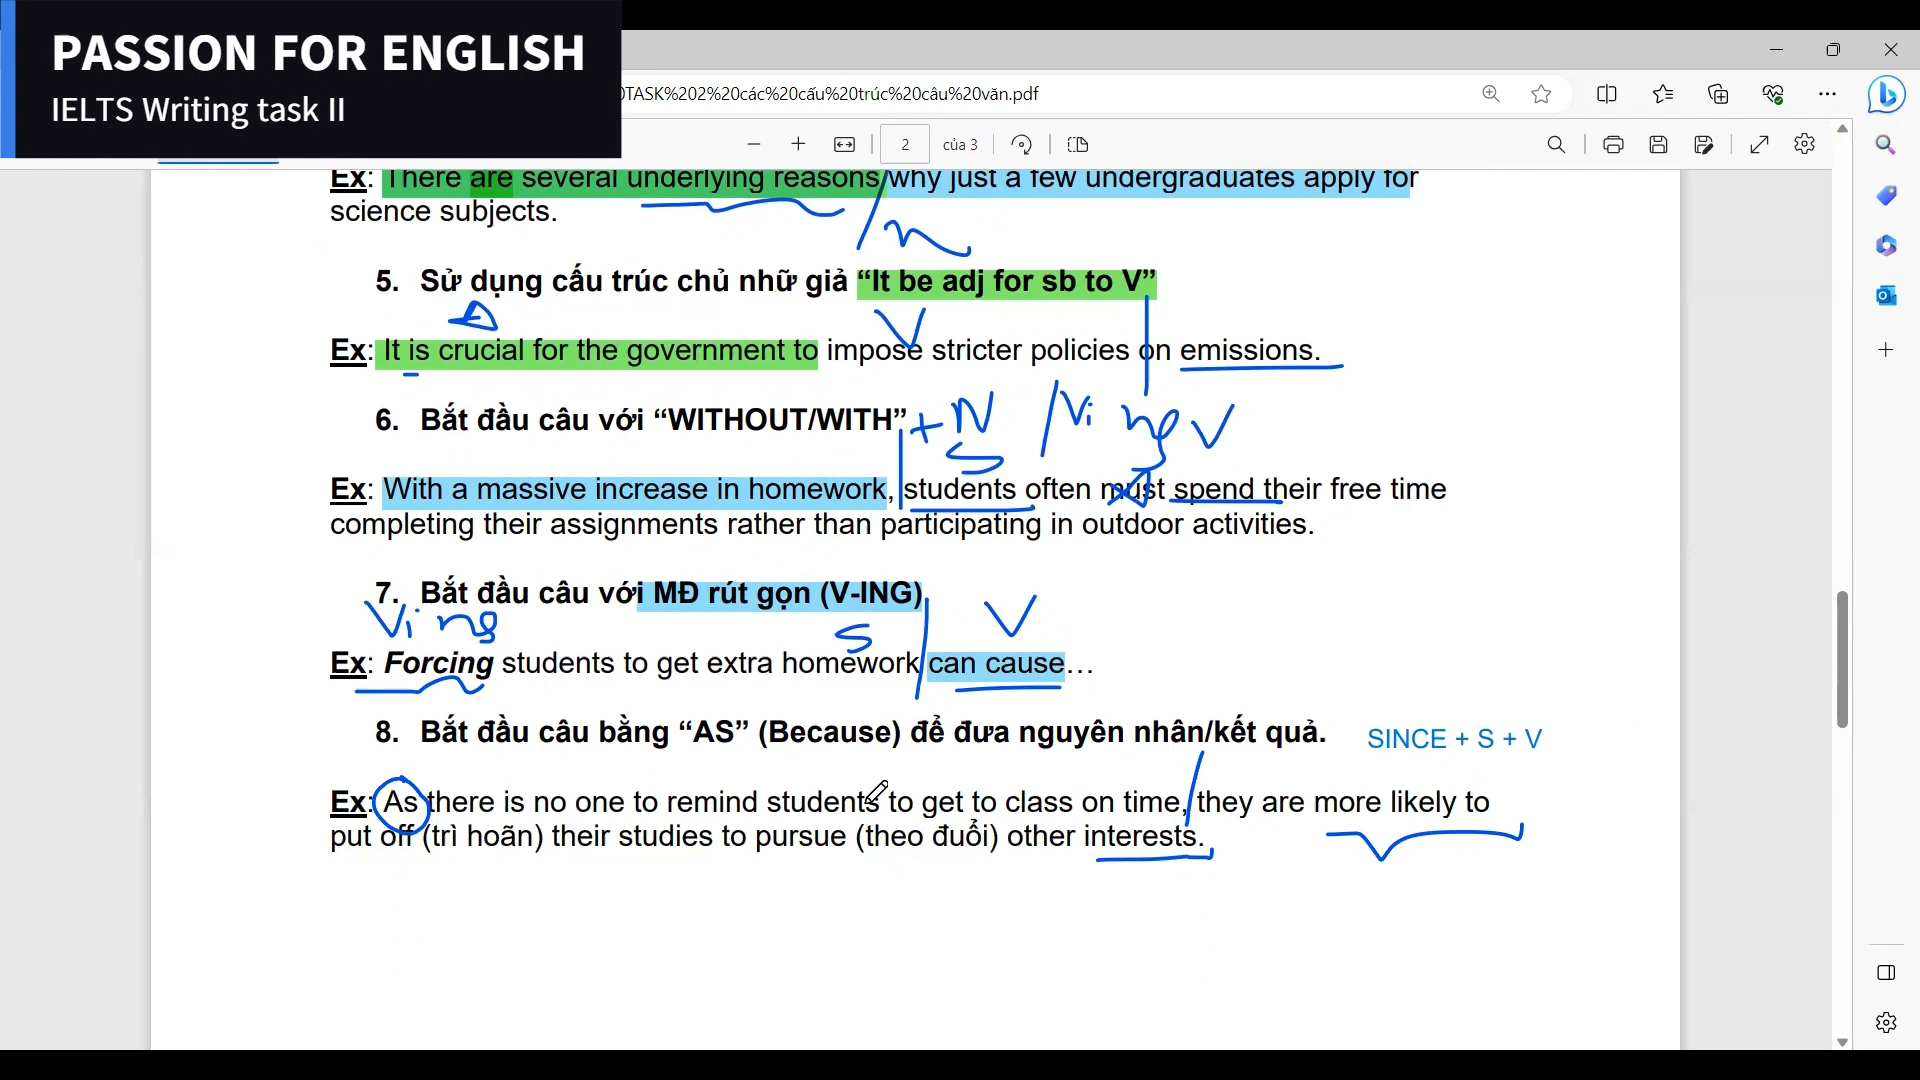 PASSION FOR ENGLISH
IELTS Writing task II
0TASK%202%20các%20cấu%20trúc%20câu%20văn.pdf
2 của 3
Ex: There are several underlying reasons why just a few undergraduates apply for
science subjects.
n
5. Sử dụng cấu trúc chủ nhữ giả “It be adj for sb to V”
V
Ex: It is crucial for the government to impose stricter policies on emissions.
6. Bắt đầu câu với “WITHOUT/WITH” + N / Ving V
S
Ex: With a massive increase in homework, students often must spend their free time
completing their assignments rather than participating in outdoor activities.
7. Bắt đầu câu với MĐ rút gọn (V-ING)
Ving S V
Ex: Forcing students to get extra homework can cause…
8. Bắt đầu câu bằng “AS” (Because) để đưa nguyên nhân/kết quả. SINCE + S + V
Ex: As there is no one to remind students to get to class on time, they are more likely to
put off (trì hoãn) their studies to pursue (theo đuổi) other interests.